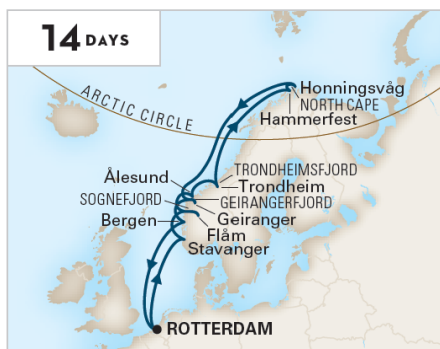 14 DAYS
ARCTIC CIRCLE
Honningsvåg
NORTH CAPE
Hammerfest
Ålesund
TRONDHEIMSFJORD
Trondheim
SOGNEFJORD
GEIRANGERFJORD
Bergen
Geiranger
Flåm
Stavanger
ROTTERDAM